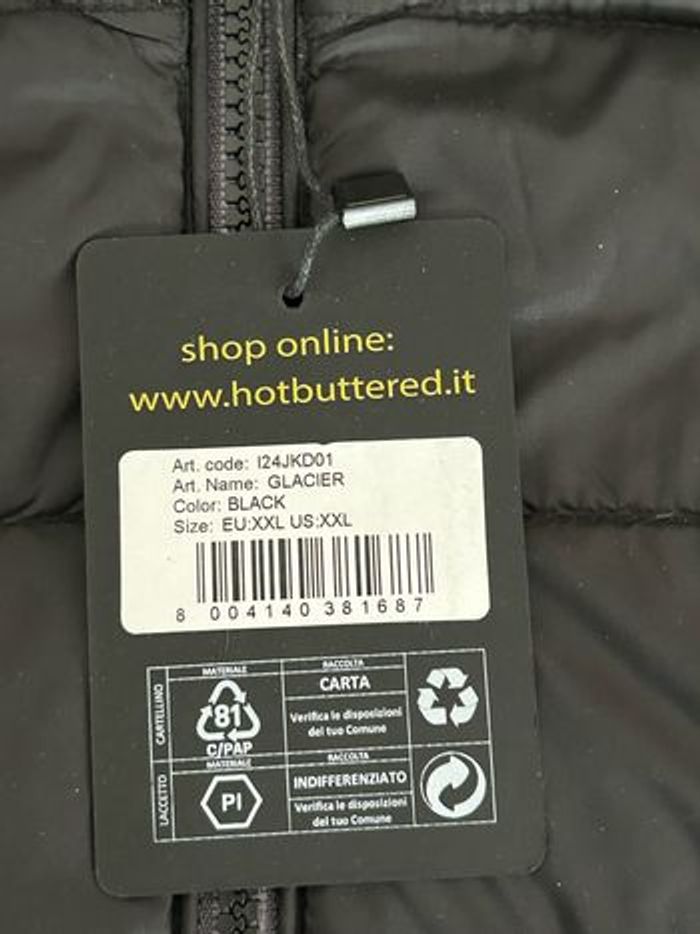 shop online:
www.hotbuttered.it
Art. code: I24JKD01
Art. Name: GLACIER
Color: BLACK
Size: EU:XXL US:XXL
8 004140 381687
CARTELLINO
MATERIALE
81
C/PAP
RACCOLTA
CARTA
Verifica le disposizioni
del tuo Comune
LACCETTO
MATERIALE
PI
RACCOLTA
INDIFFERENZIATO
Verifica le disposizioni
del tuo Comune